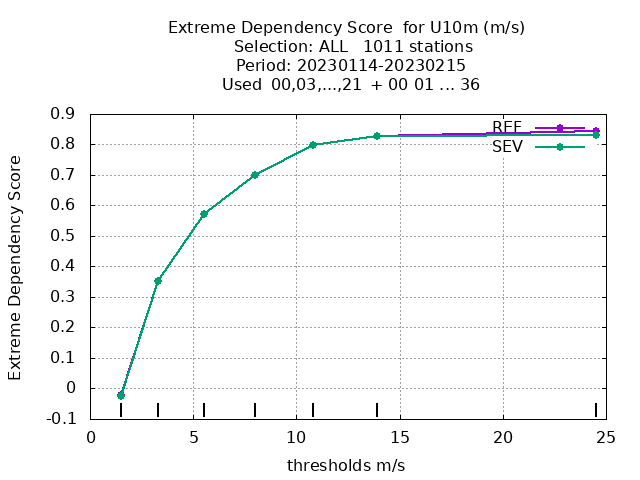 Extreme Dependency Score  for U10m (m/s)
Selection: ALL   1011 stations
Period: 20230114-20230215
Used  00,03,...,21  + 00 01 ... 36
Extreme Dependency Score
0.9
0.8
0.7
0.6
0.5
0.4
0.3
0.2
0.1
0
-0.1
REF
SEV
0
5
10
15
20
25
thresholds m/s